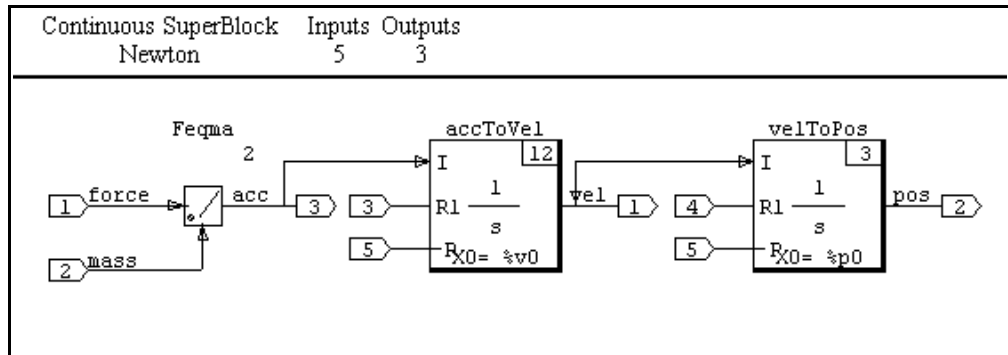 Continuous SuperBlock Inputs Outputs
Newton 5 3
Feqma accToVel velToPos
2 12 3
I I
1 force acc 3 3 R1 1 vel 1 4 R1 1 pos 2
s s
2 mass 5 R X0= %v0 5 R X0= %p0